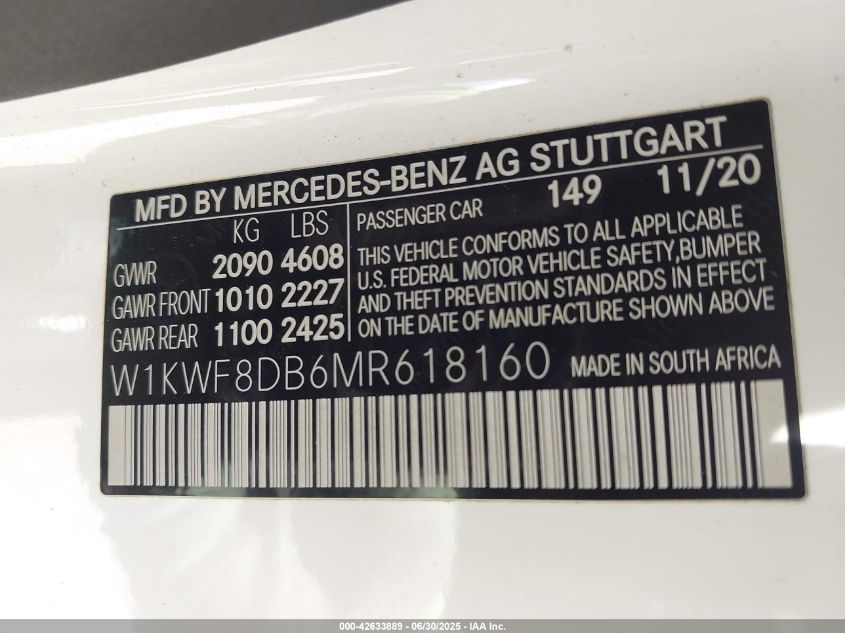 MFD BY MERCEDES-BENZ AG STUTTGART
KG LBS
GVWR 2090 4608
GAWR FRONT 1010 2227
GAWR REAR 1100 2425
PASSENGER CAR 149 11/20
THIS VEHICLE CONFORMS TO ALL APPLICABLE
U.S. FEDERAL MOTOR VEHICLE SAFETY,BUMPER
AND THEFT PREVENTION STANDARDS IN EFFECT
ON THE DATE OF MANUFACTURE SHOWN ABOVE
W1KWF8DB6MR618160 MADE IN SOUTH AFRICA
000-42633889 - 06/30/2025 - IAA Inc.